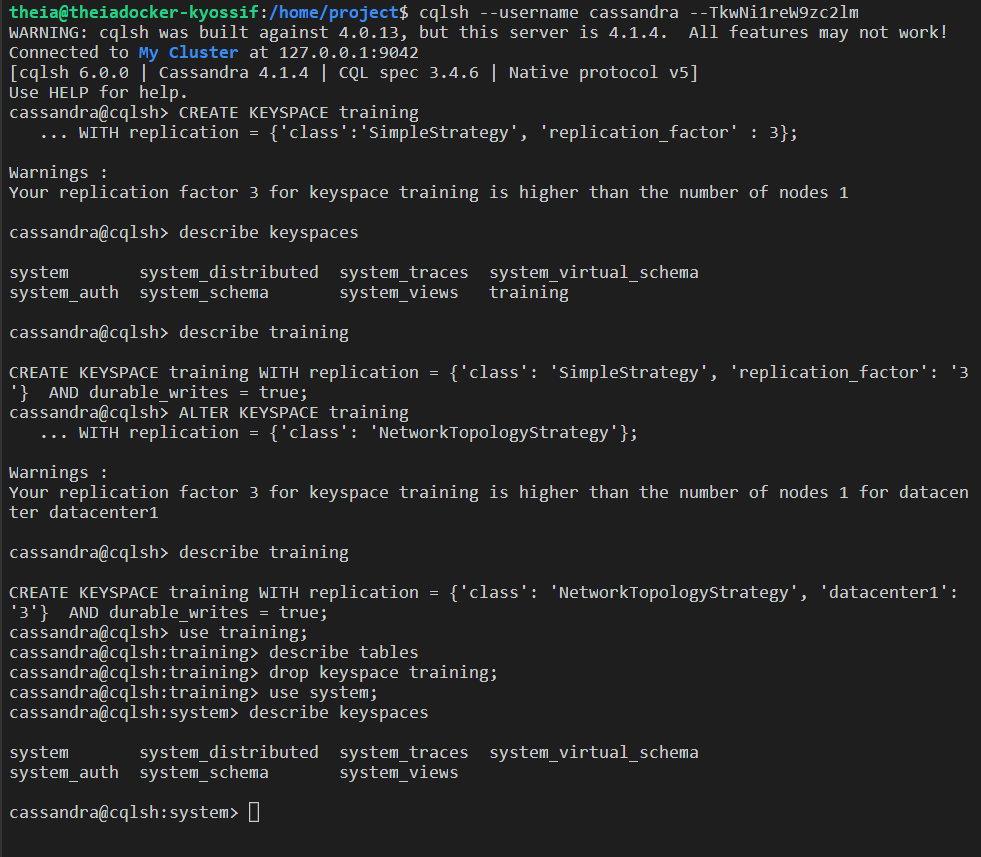 theia@theiadocker-kyossif:/home/project$ cqlsh --username cassandra --TkwNi1reW9zc2lm
WARNING: cqlsh was built against 4.0.13, but this server is 4.1.4.  All features may not work!
Connected to My Cluster at 127.0.0.1:9042
[cqlsh 6.0.0 | Cassandra 4.1.4 | CQL spec 3.4.6 | Native protocol v5]
Use HELP for help.
cassandra@cqlsh> CREATE KEYSPACE training
   ... WITH replication = {'class':'SimpleStrategy', 'replication_factor' : 3};
Warnings :
Your replication factor 3 for keyspace training is higher than the number of nodes 1
cassandra@cqlsh> describe keyspaces
system       system_distributed  system_traces  system_virtual_schema
system_auth  system_schema       system_views   training
cassandra@cqlsh> describe training
CREATE KEYSPACE training WITH replication = {'class': 'SimpleStrategy', 'replication_factor': '3
'}  AND durable_writes = true;
cassandra@cqlsh> ALTER KEYSPACE training
   ... WITH replication = {'class': 'NetworkTopologyStrategy'};
Warnings :
Your replication factor 3 for keyspace training is higher than the number of nodes 1 for datacen
ter datacenter1
cassandra@cqlsh> describe training
CREATE KEYSPACE training WITH replication = {'class': 'NetworkTopologyStrategy', 'datacenter1':
'3'}  AND durable_writes = true;
cassandra@cqlsh> use training;
cassandra@cqlsh:training> describe tables
cassandra@cqlsh:training> drop keyspace training;
cassandra@cqlsh:training> use system;
cassandra@cqlsh:system> describe keyspaces
system       system_distributed  system_traces  system_virtual_schema
system_auth  system_schema       system_views
cassandra@cqlsh:system>